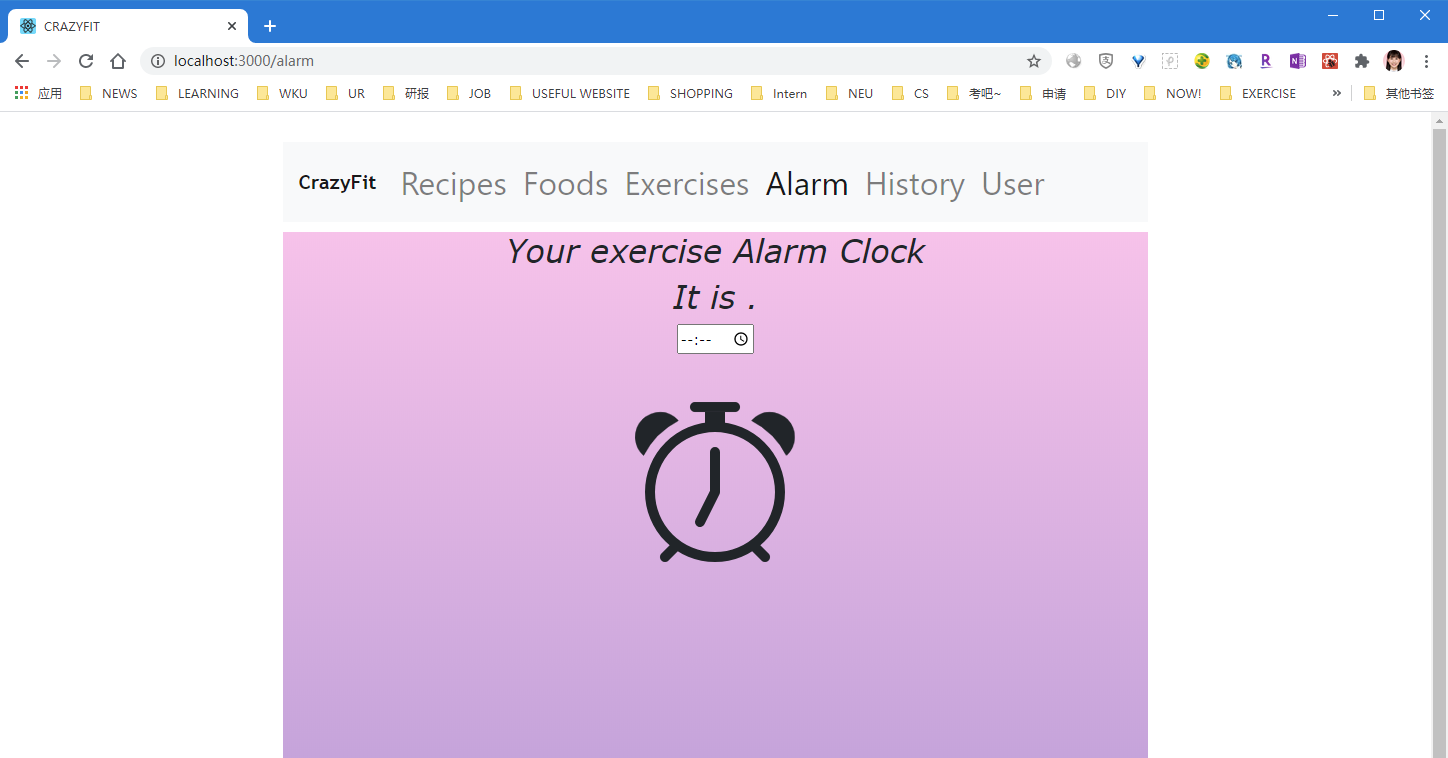 CRAZYFIT
localhost:3000/alarm
应用 NEWS LEARNING WKU UR 研报 JOB USEFUL WEBSITE SHOPPING Intern NEU CS 考吧~ 申请 DIY NOW! EXERCISE » 其他书签
CrazyFit Recipes Foods Exercises Alarm History User
Your exercise Alarm Clock
It is .
--:--